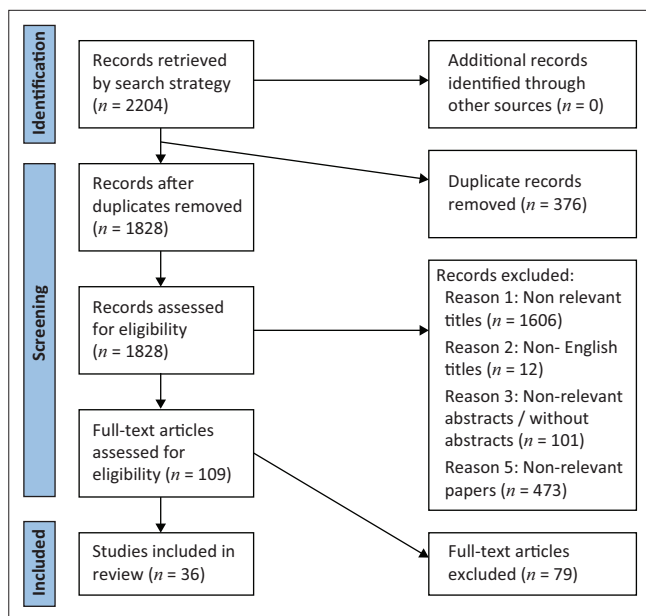 Identification
Records retrieved
by search strategy
(n = 2204)
Additional records
identified through
other sources (n = 0)
Screening
Records after
duplicates removed
(n = 1828)
Duplicate records
removed (n = 376)
Records assessed
for eligibility
(n = 1828)
Records excluded:
Reason 1: Non relevant
titles (n = 1606)
Reason 2: Non- English
titles (n = 12)
Reason 3: Non-relevant
abstracts / without
abstracts (n = 101)
Reason 5: Non-relevant
papers (n = 473)
Full-text articles
assessed for
eligibility (n = 109)
Included
Studies included in
review (n = 36)
Full-text articles
excluded (n = 79)